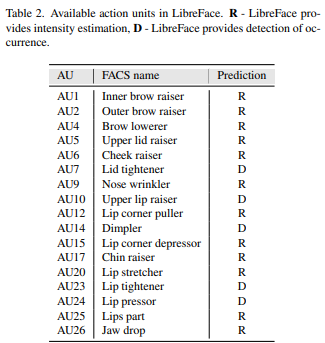 Table 2. Available action units in LibreFace. R - LibreFace pro-
vides intensity estimation, D - LibreFace provides detection of oc-
currence.
AU FACS name Prediction
AU1 Inner brow raiser R
AU2 Outer brow raiser R
AU4 Brow lowerer R
AU5 Upper lid raiser R
AU6 Cheek raiser R
AU7 Lid tightener D
AU9 Nose wrinkler R
AU10 Upper lip raiser D
AU12 Lip corner puller R
AU14 Dimpler D
AU15 Lip corner depressor R
AU17 Chin raiser R
AU20 Lip stretcher R
AU23 Lip tightener D
AU24 Lip pressor D
AU25 Lips part R
AU26 Jaw drop R